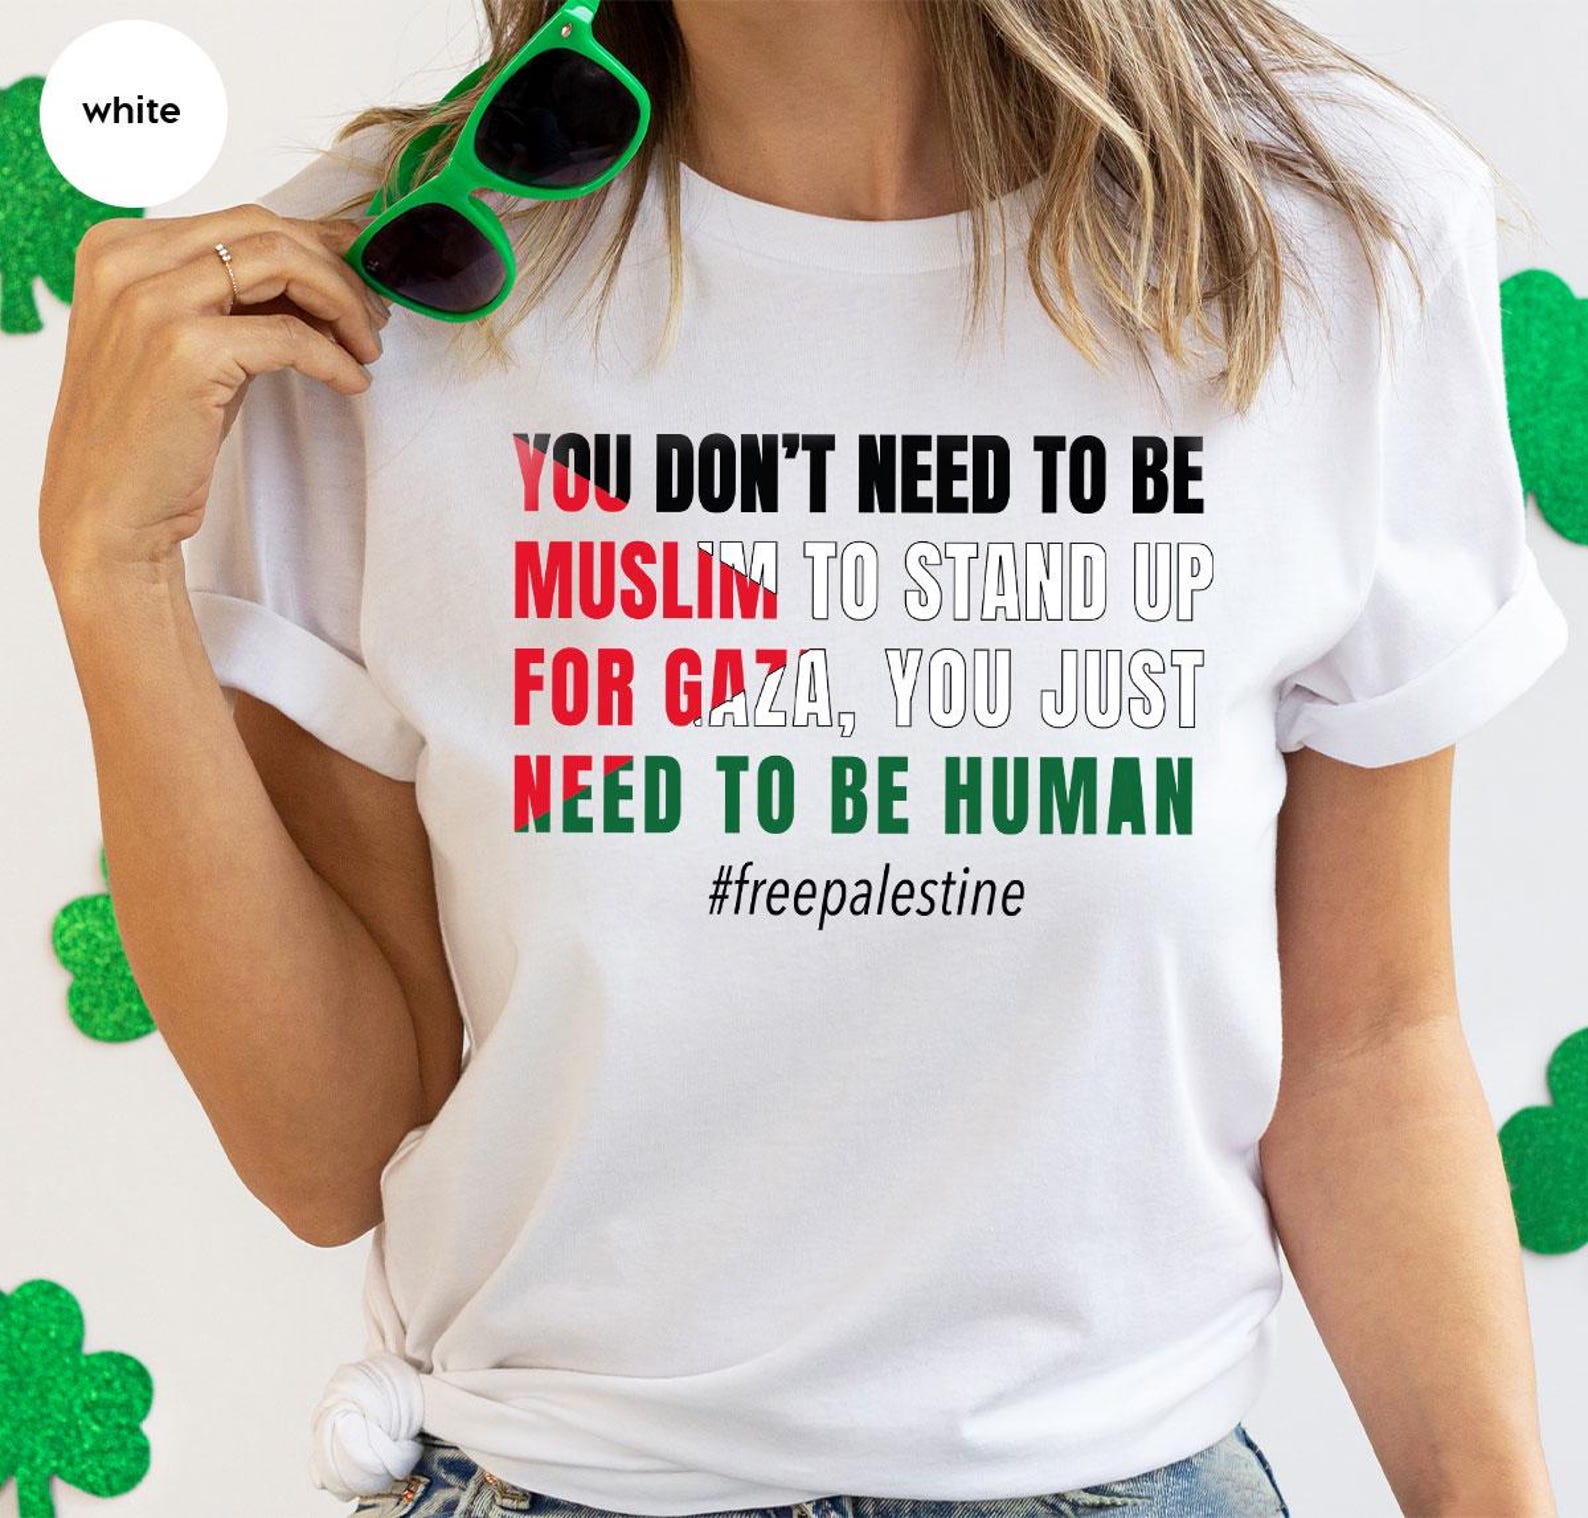 white
YOU DON'T NEED TO BE
MUSLIM TO STAND UP
FOR GAZA, YOU JUST
NEED TO BE HUMAN
#freepalestine